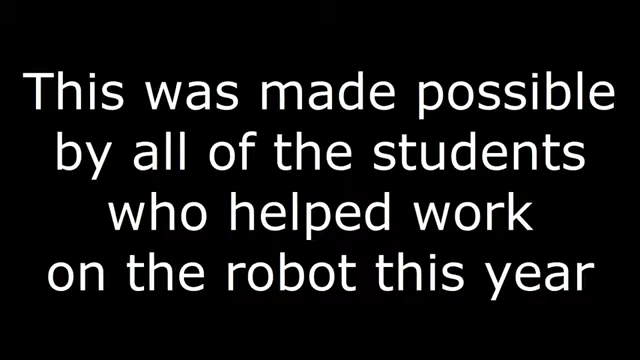 This was made possible
by all of the students
who helped work
on the robot this year